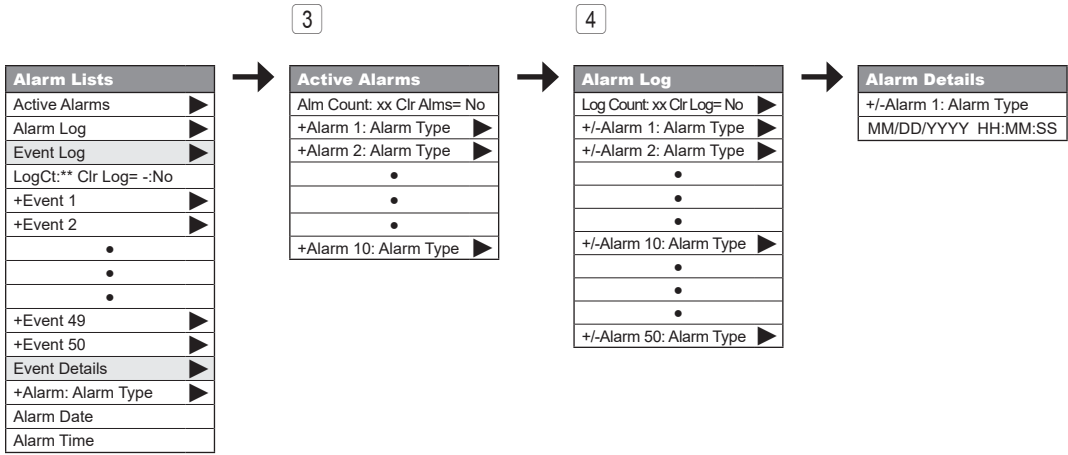 3
4
Alarm Lists
Active Alarms
Alarm Log
Event Log
LogCt:** Clr Log= -:No
+Event 1
+Event 2
•
•
•
+Event 49
+Event 50
Event Details
+Alarm: Alarm Type
Alarm Date
Alarm Time
Active Alarms
Alm Count: xx Clr Alms= No
+Alarm 1: Alarm Type
+Alarm 2: Alarm Type
•
•
•
+Alarm 10: Alarm Type
Alarm Log
Log Count: xx Clr Log= No
+/-Alarm 1: Alarm Type
+/-Alarm 2: Alarm Type
•
•
•
+/-Alarm 10: Alarm Type
•
•
•
+/-Alarm 50: Alarm Type
Alarm Details
+/-Alarm 1: Alarm Type
MM/DD/YYYY HH:MM:SS